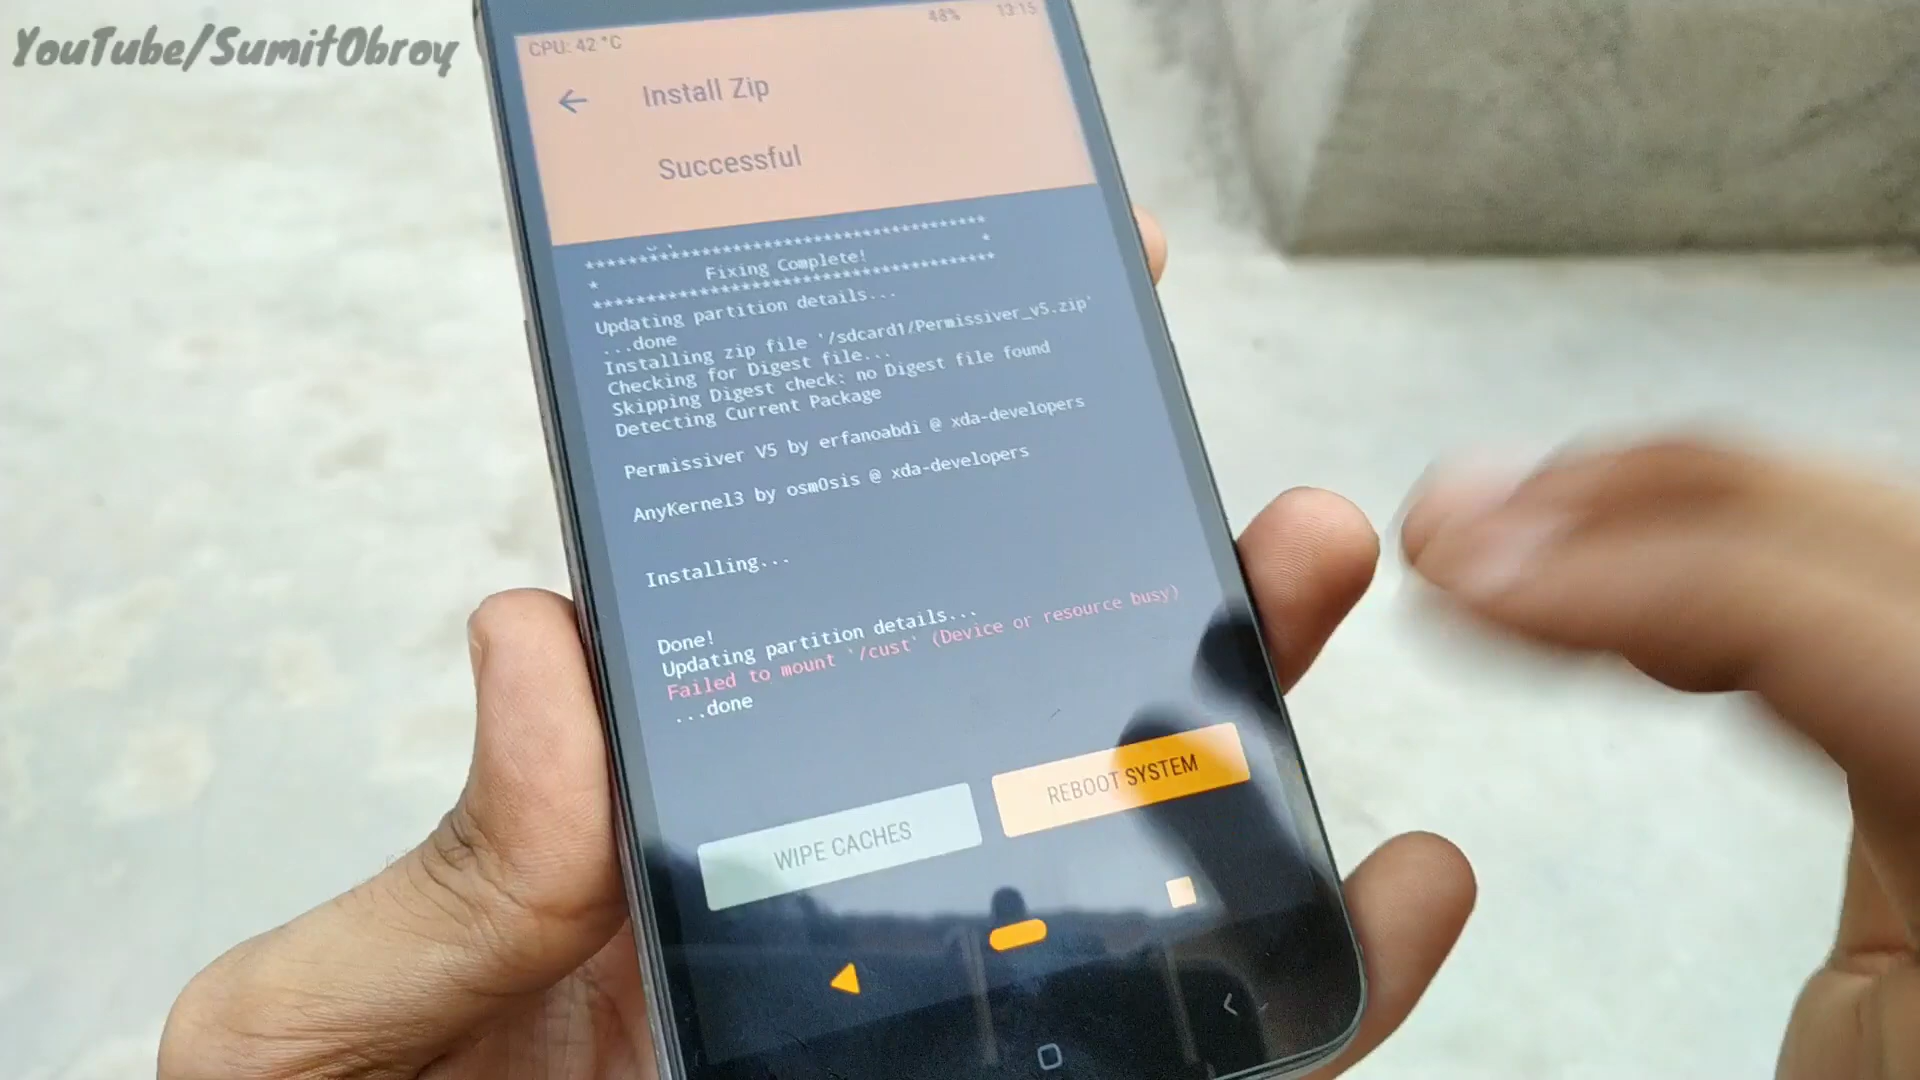 YouTube/SumitObroy
48% 13:15
CPU: 42 °C
Install Zip
Successful
****************************************
* Fixing Complete! *
****************************************
Updating partition details...
...done
Installing zip file '/sdcard1/Permissiver_v5.zip'
Checking for Digest file...
Skipping Digest check: no Digest file found
Detecting Current Package
Permissiver V5 by erfanoabdi @ xda-developers
AnyKernel3 by osm0sis @ xda-developers
Installing...
Done!
Updating partition details...
Failed to mount '/cust' (Device or resource busy)
...done
WIPE CACHES
REBOOT SYSTEM